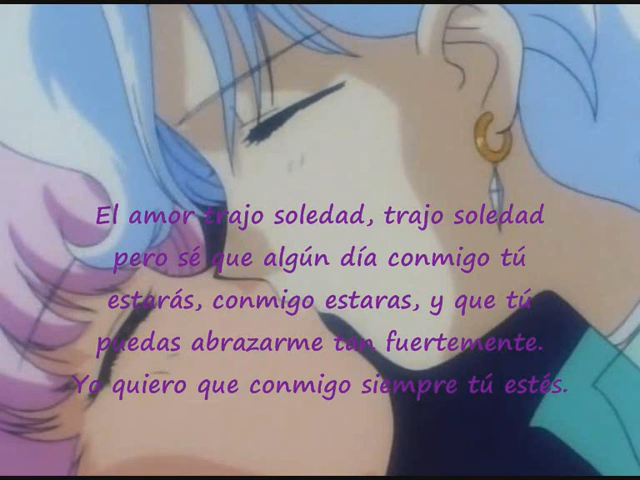 El amor trajo soledad, trajo soledad
pero sé que algún día conmigo tú
estarás, conmigo estaras, y que tú
puedas abrazarme tan fuertemente.
Yo quiero que conmigo siempre tú estés.